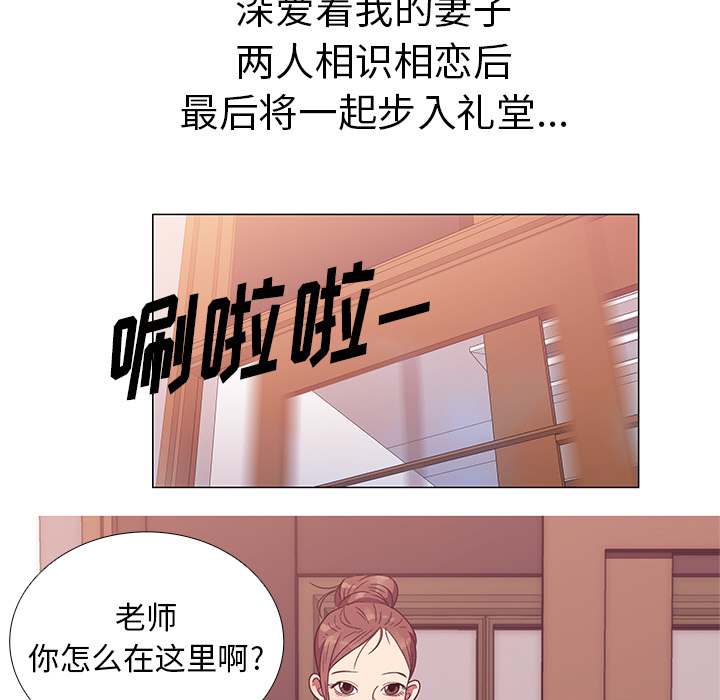 深爱着我的妻子
两人相识相恋后
最后将一起步入礼堂...
唰啦啦—
老师
你怎么在这里啊?